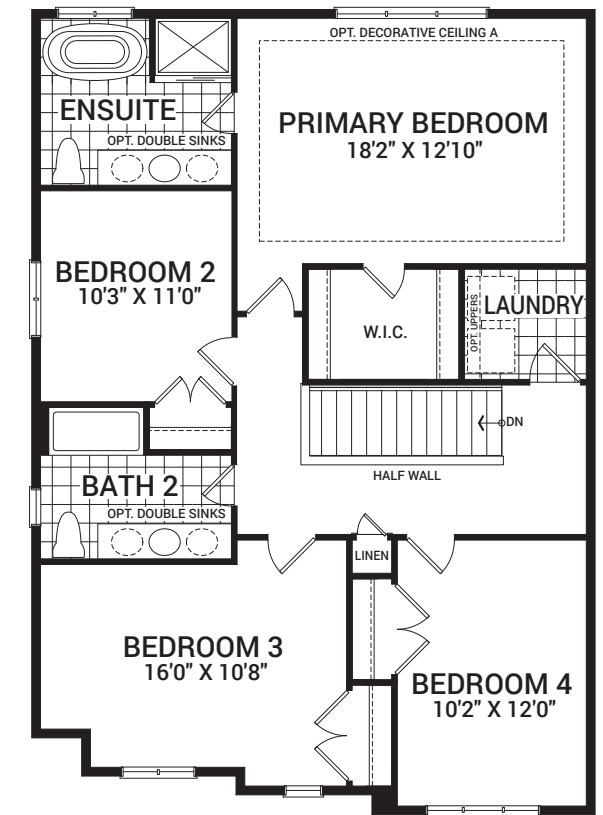 OPT. DECORATIVE CEILING A
ENSUITE
OPT. DOUBLE SINKS
PRIMARY BEDROOM
18'2" X 12'10"
BEDROOM 2
10'3" X 11'0"
W.I.C.
OPT. UPPERS
LAUNDRY
DN
HALF WALL
BATH 2
OPT. DOUBLE SINKS
LINEN
BEDROOM 3
16'0" X 10'8"
BEDROOM 4
10'2" X 12'0"